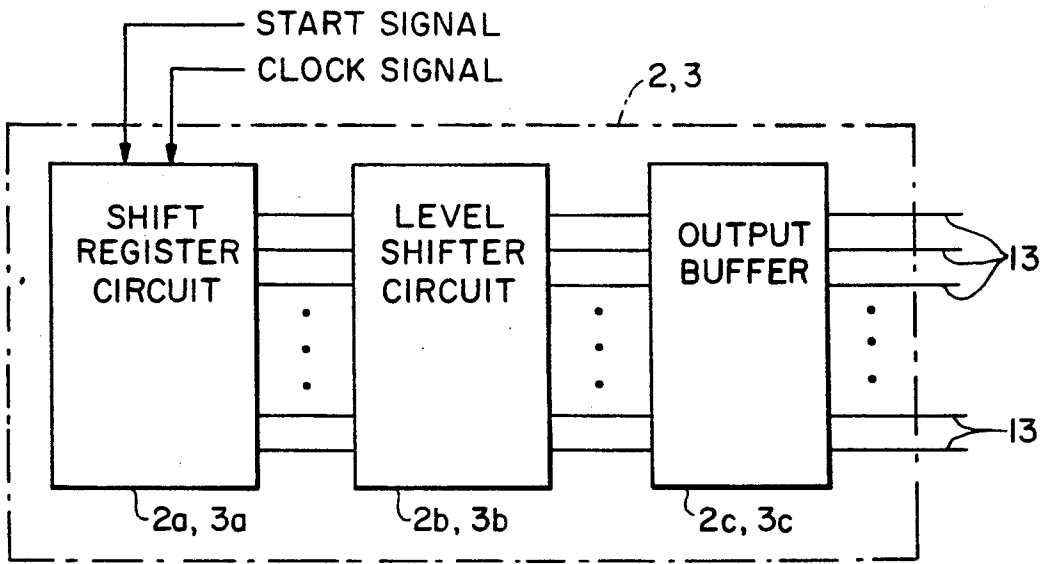 START SIGNAL
CLOCK SIGNAL
2, 3
SHIFT
REGISTER
CIRCUIT
LEVEL
SHIFTER
CIRCUIT
OUTPUT
BUFFER
13
13
2a, 3a
2b, 3b
2c, 3c